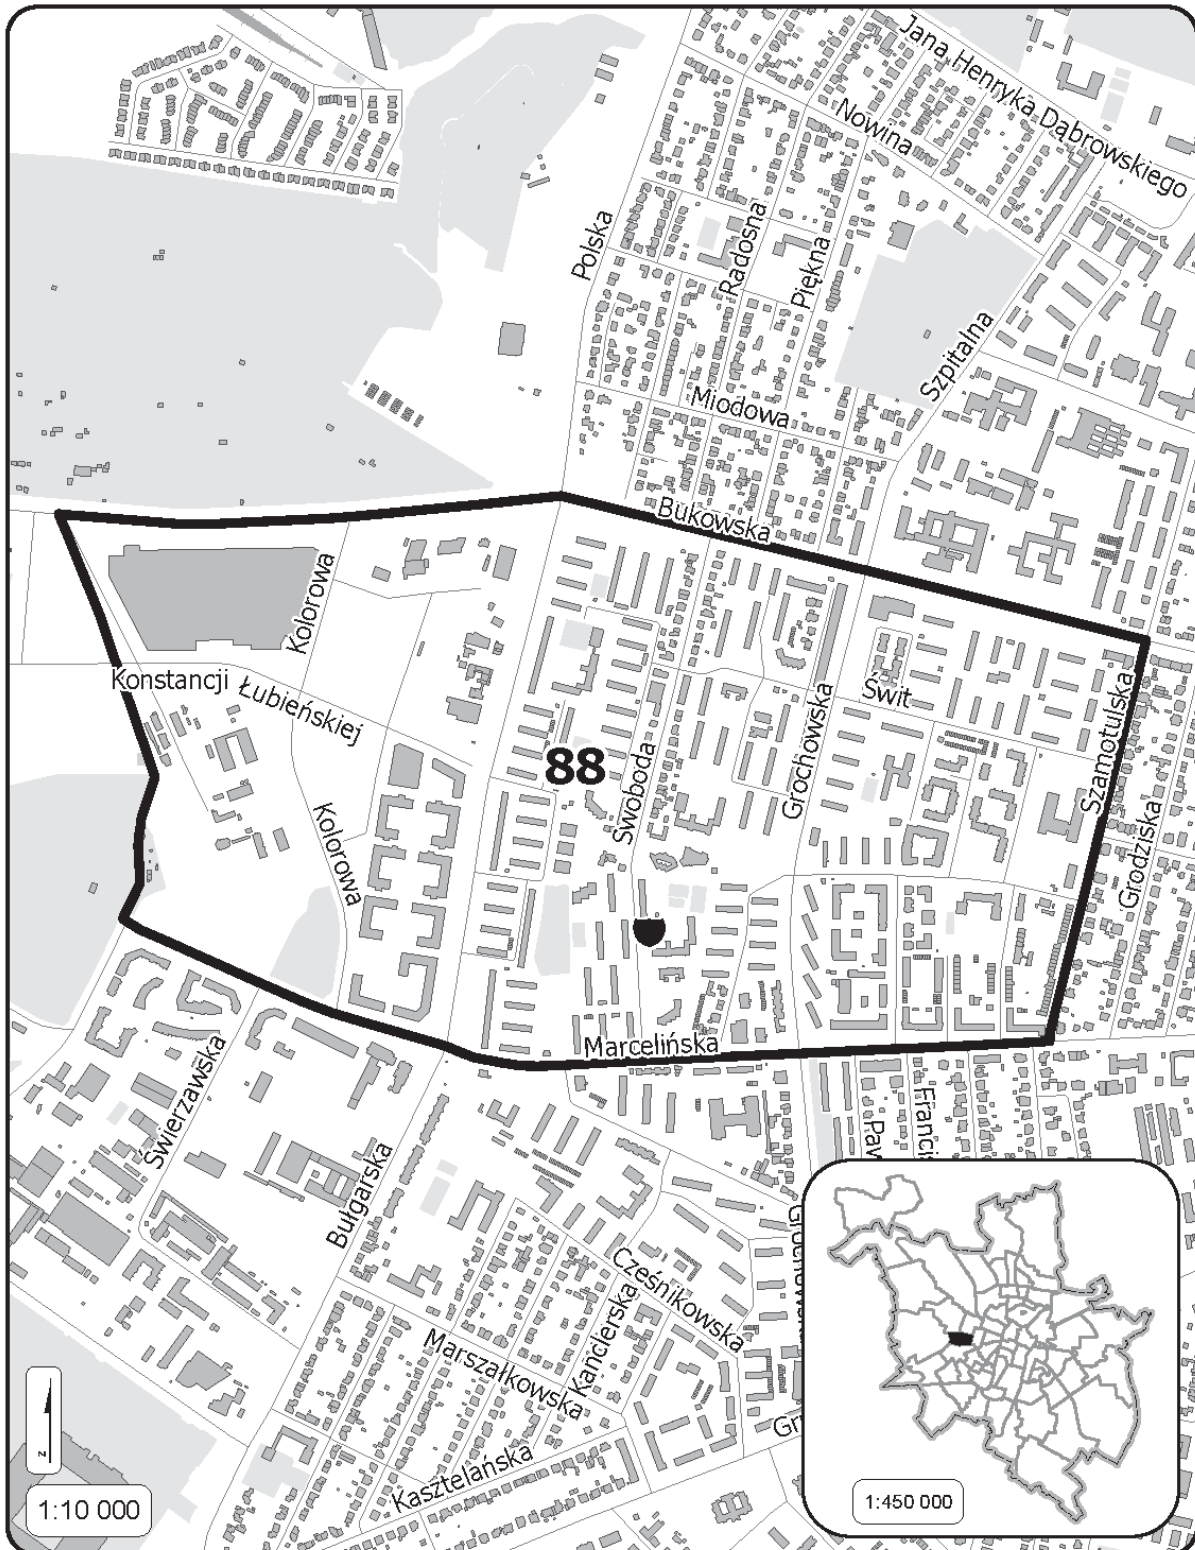 Jana Henryka Dąbrowskiego
Nowina
Polska
Radosna
Piękna
Szpitalna
Miodowa
Bukowska
Kolorowa
Konstancji Łubieńskiej
Świt
Szamotulska
88
Swoboda
Grochowska
Grodziska
Kolorowa
Marcelińska
Świerzawska
Bułgarska
Cześnikowska
Kanclerska
Marszałkowska
Kasztelańska
N
1:10 000
1:450 000